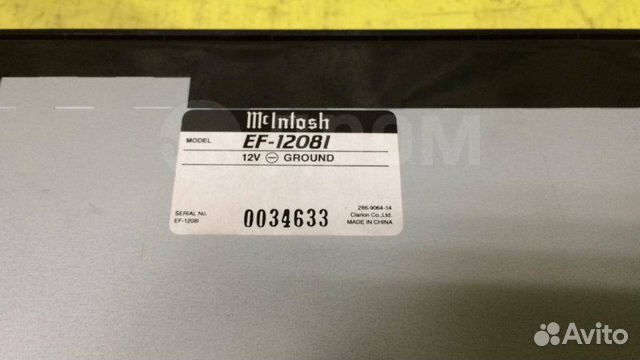 McIntosh
MODEL EF-1208I
12V ⊖ GROUND
286-9064-14
SERIAL No. Clarion Co.,Ltd.
EF-1208I 0034633 MADE IN CHINA
Avito